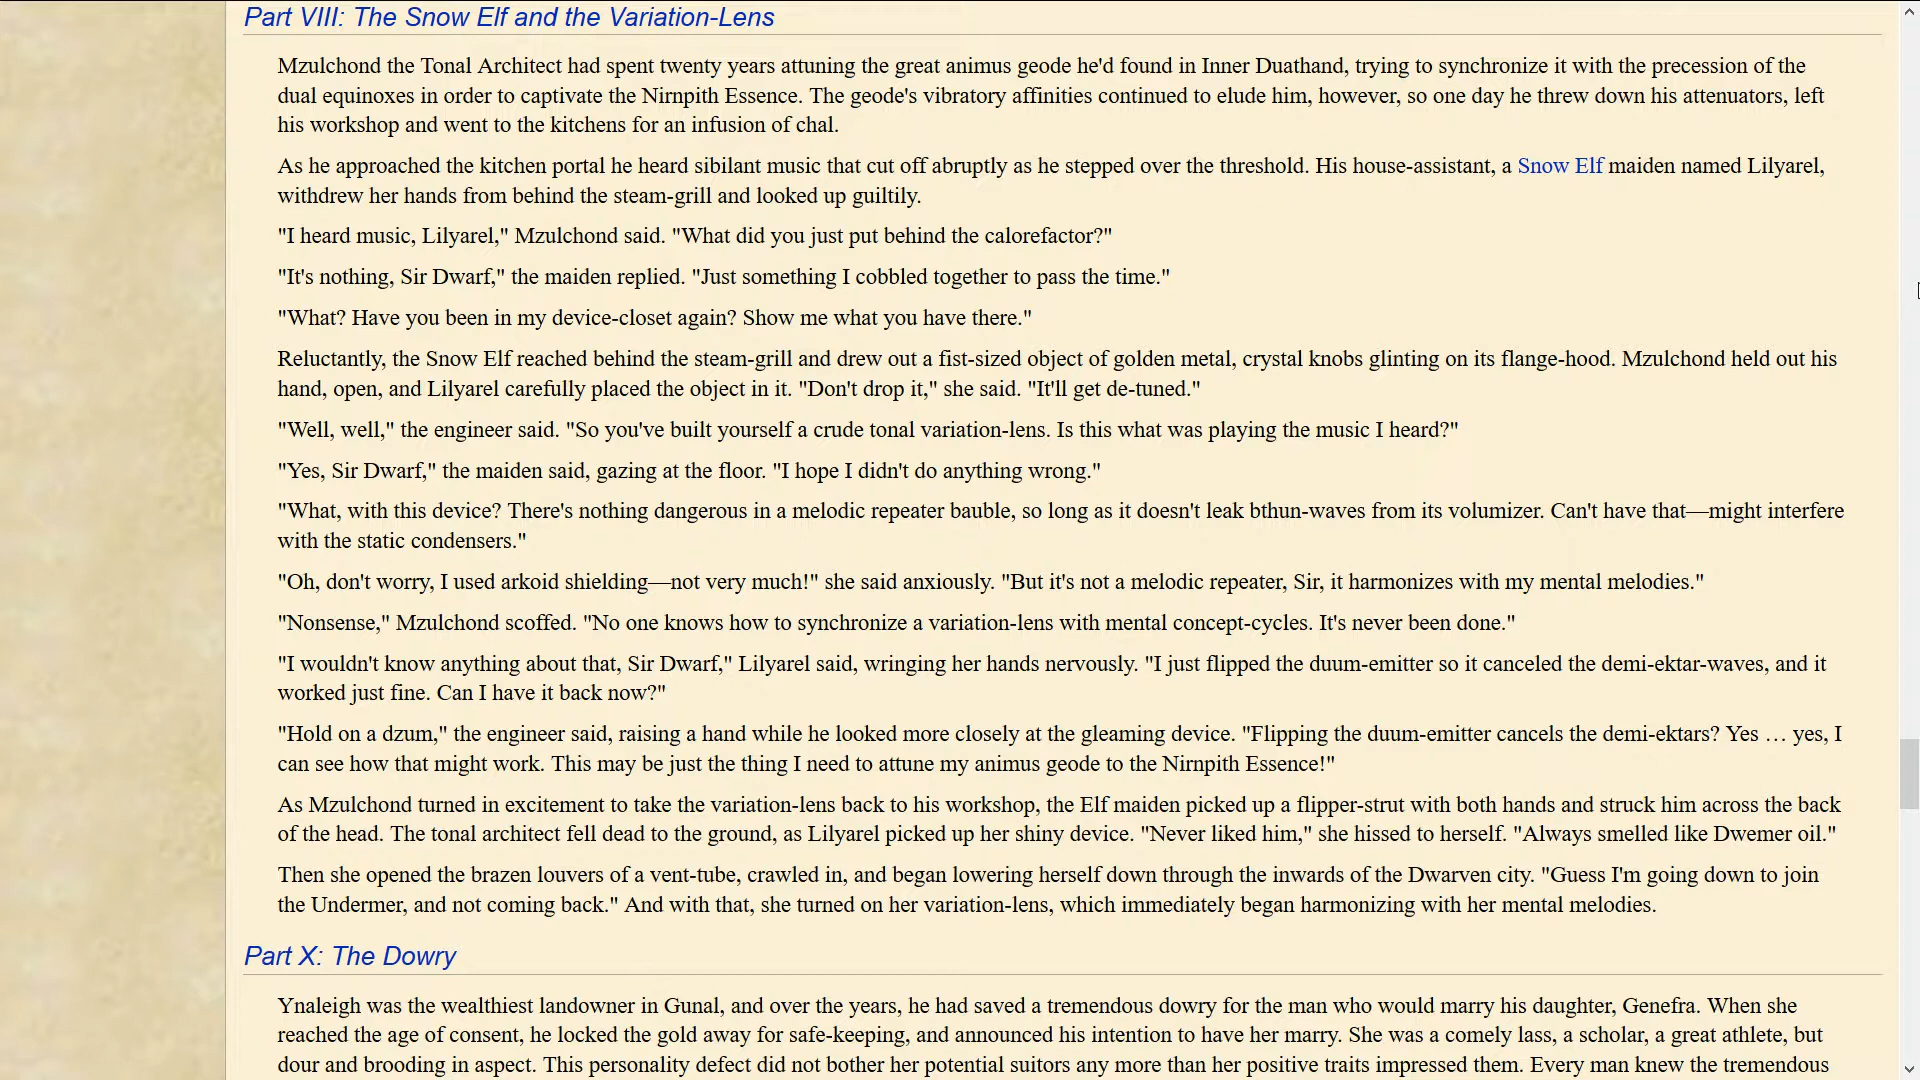 Part VIII: The Snow Elf and the Variation-Lens
Mzulchond the Tonal Architect had spent twenty years attuning the great animus geode he'd found in Inner Duathand, trying to synchronize it with the precession of the
dual equinoxes in order to captivate the Nirnpith Essence. The geode's vibratory affinities continued to elude him, however, so one day he threw down his attenuators, left
his workshop and went to the kitchens for an infusion of chal.
As he approached the kitchen portal he heard sibilant music that cut off abruptly as he stepped over the threshold. His house-assistant, a Snow Elf maiden named Lilyarel,
withdrew her hands from behind the steam-grill and looked up guiltily.
"I heard music, Lilyarel," Mzulchond said. "What did you just put behind the calorefactor?"
"It's nothing, Sir Dwarf," the maiden replied. "Just something I cobbled together to pass the time."
"What? Have you been in my device-closet again? Show me what you have there."
Reluctantly, the Snow Elf reached behind the steam-grill and drew out a fist-sized object of golden metal, crystal knobs glinting on its flange-hood. Mzulchond held out his
hand, open, and Lilyarel carefully placed the object in it. "Don't drop it," she said. "It'll get de-tuned."
"Well, well," the engineer said. "So you've built yourself a crude tonal variation-lens. Is this what was playing the music I heard?"
"Yes, Sir Dwarf," the maiden said, gazing at the floor. "I hope I didn't do anything wrong."
"What, with this device? There's nothing dangerous in a melodic repeater bauble, so long as it doesn't leak bthun-waves from its volumizer. Can't have that—might interfere
with the static condensers."
"Oh, don't worry, I used arkoid shielding—not very much!" she said anxiously. "But it's not a melodic repeater, Sir, it harmonizes with my mental melodies."
"Nonsense," Mzulchond scoffed. "No one knows how to synchronize a variation-lens with mental concept-cycles. It's never been done."
"I wouldn't know anything about that, Sir Dwarf," Lilyarel said, wringing her hands nervously. "I just flipped the duum-emitter so it canceled the demi-ektar-waves, and it
worked just fine. Can I have it back now?"
"Hold on a dzum," the engineer said, raising a hand while he looked more closely at the gleaming device. "Flipping the duum-emitter cancels the demi-ektars? Yes … yes, I
can see how that might work. This may be just the thing I need to attune my animus geode to the Nirnpith Essence!"
As Mzulchond turned in excitement to take the variation-lens back to his workshop, the Elf maiden picked up a flipper-strut with both hands and struck him across the back
of the head. The tonal architect fell dead to the ground, as Lilyarel picked up her shiny device. "Never liked him," she hissed to herself. "Always smelled like Dwemer oil."
Then she opened the brazen louvers of a vent-tube, crawled in, and began lowering herself down through the inwards of the Dwarven city. "Guess I'm going down to join
the Undermer, and not coming back." And with that, she turned on her variation-lens, which immediately began harmonizing with her mental melodies.
Part X: The Dowry
Ynaleigh was the wealthiest landowner in Gunal, and over the years, he had saved a tremendous dowry for the man who would marry his daughter, Genefra. When she
reached the age of consent, he locked the gold away for safe-keeping, and announced his intention to have her marry. She was a comely lass, a scholar, a great athlete, but
dour and brooding in aspect. This personality defect did not bother her potential suitors any more than her positive traits impressed them. Every man knew the tremendous